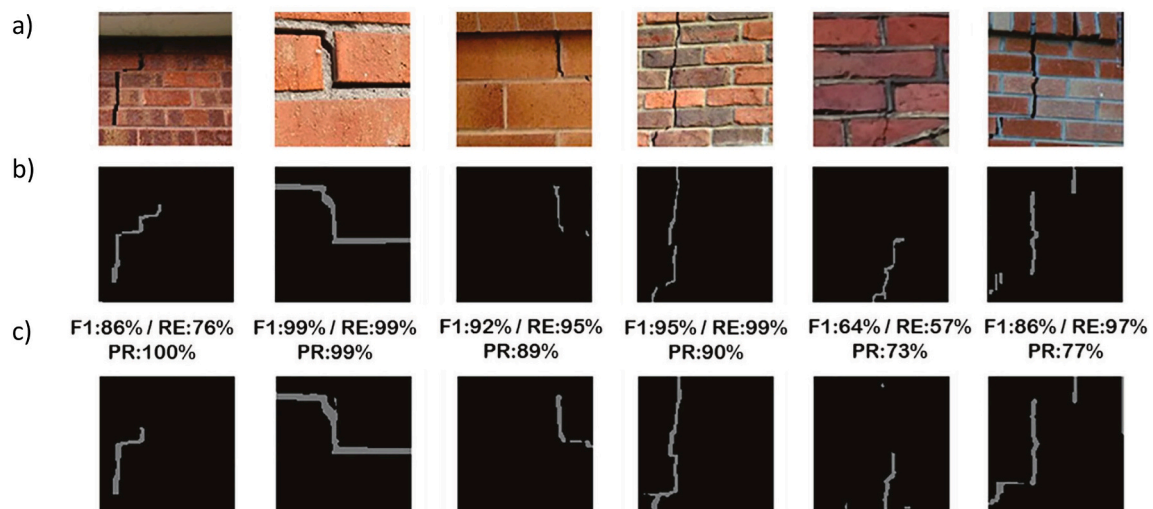 a)
b)
F1:86% / RE:76%
PR:100%
F1:99% / RE:99%
PR:99%
F1:92% / RE:95%
PR:89%
F1:95% / RE:99%
PR:90%
F1:64% / RE:57%
PR:73%
F1:86% / RE:97%
PR:77%
c)